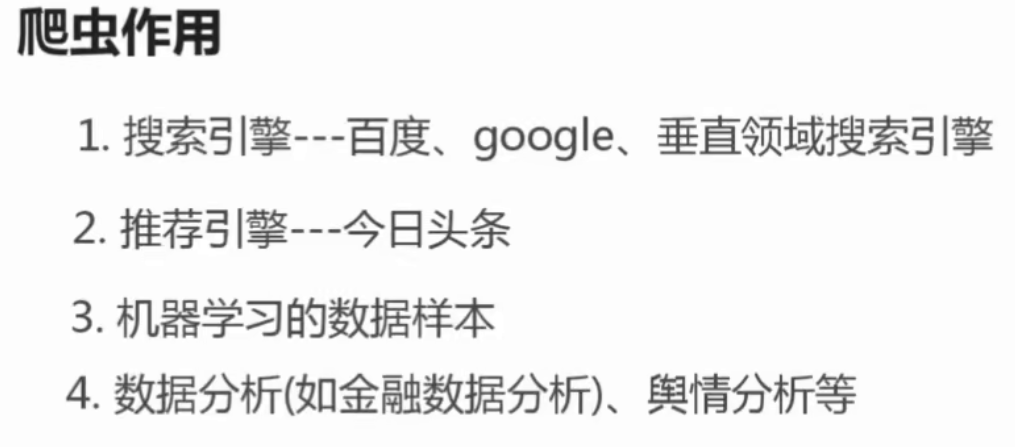 爬虫作用
1. 搜索引擎---百度、google、垂直领域搜索引擎
2. 推荐引擎---今日头条
3. 机器学习的数据样本
4. 数据分析(如金融数据分析)、舆情分析等